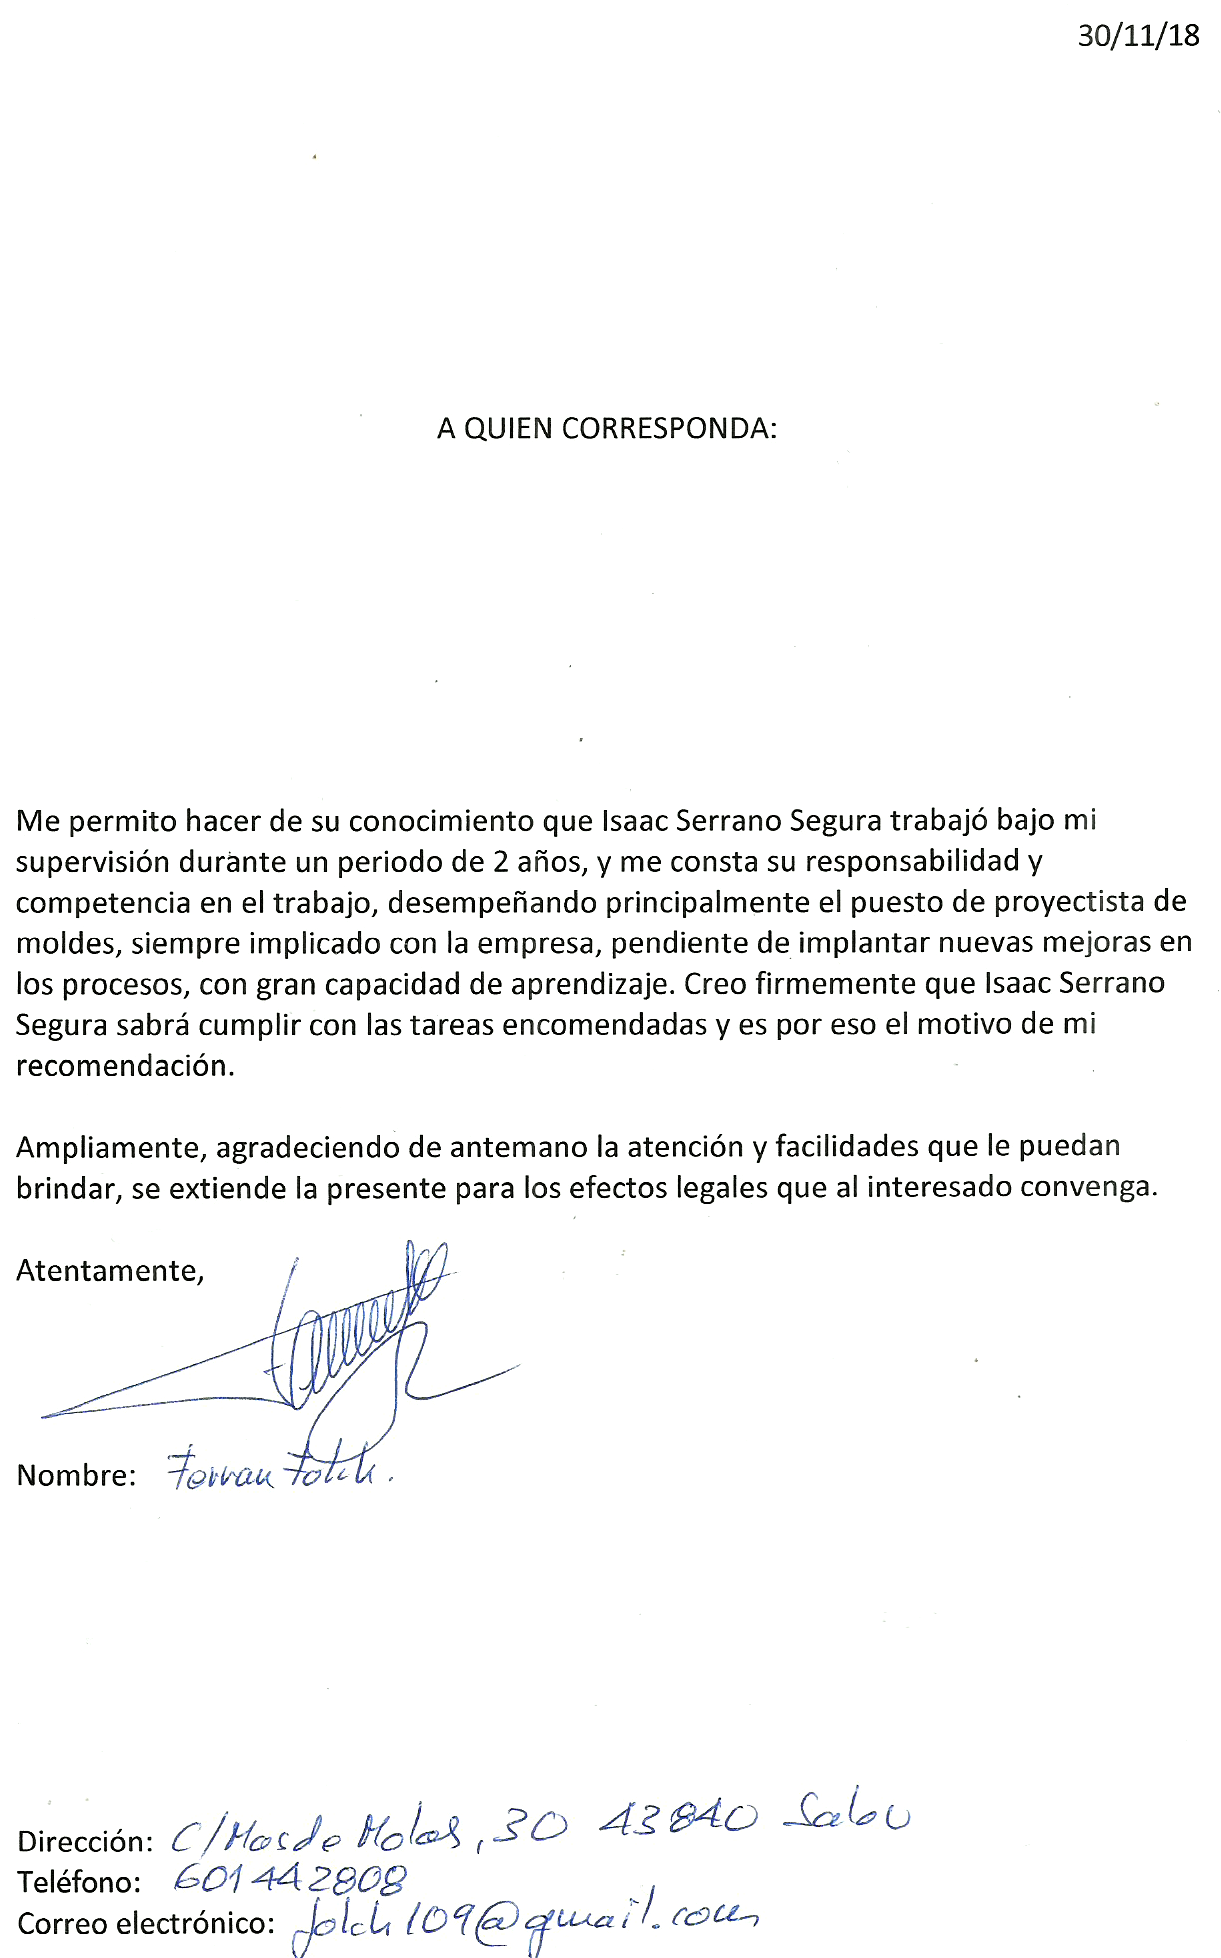 30/11/18
A QUIEN CORRESPONDA:
Me permito hacer de su conocimiento que Isaac Serrano Segura trabajó bajo mi
supervisión durante un periodo de 2 años, y me consta su responsabilidad y
competencia en el trabajo, desempeñando principalmente el puesto de proyectista de
moldes, siempre implicado con la empresa, pendiente de implantar nuevas mejoras en
los procesos, con gran capacidad de aprendizaje. Creo firmemente que Isaac Serrano
Segura sabrá cumplir con las tareas encomendadas y es por eso el motivo de mi
recomendación.
Ampliamente, agradeciendo de antemano la atención y facilidades que le puedan
brindar, se extiende la presente para los efectos legales que al interesado convenga.
Atentamente,
Nombre: Ferran Folch.
Dirección: C/Mas de Molas, 30 43840 Salou
Teléfono: 601442808
Correo electrónico: folch109@gmail.com